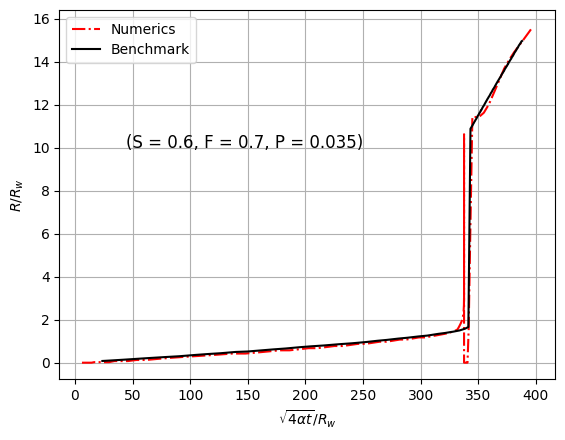 Numerics
Benchmark
(S = 0.6, F = 0.7, P = 0.035)
16
14
12
10
8
6
4
2
0
R/R_w
0 50 100 150 200 250 300 350 400
√4αt/R_w